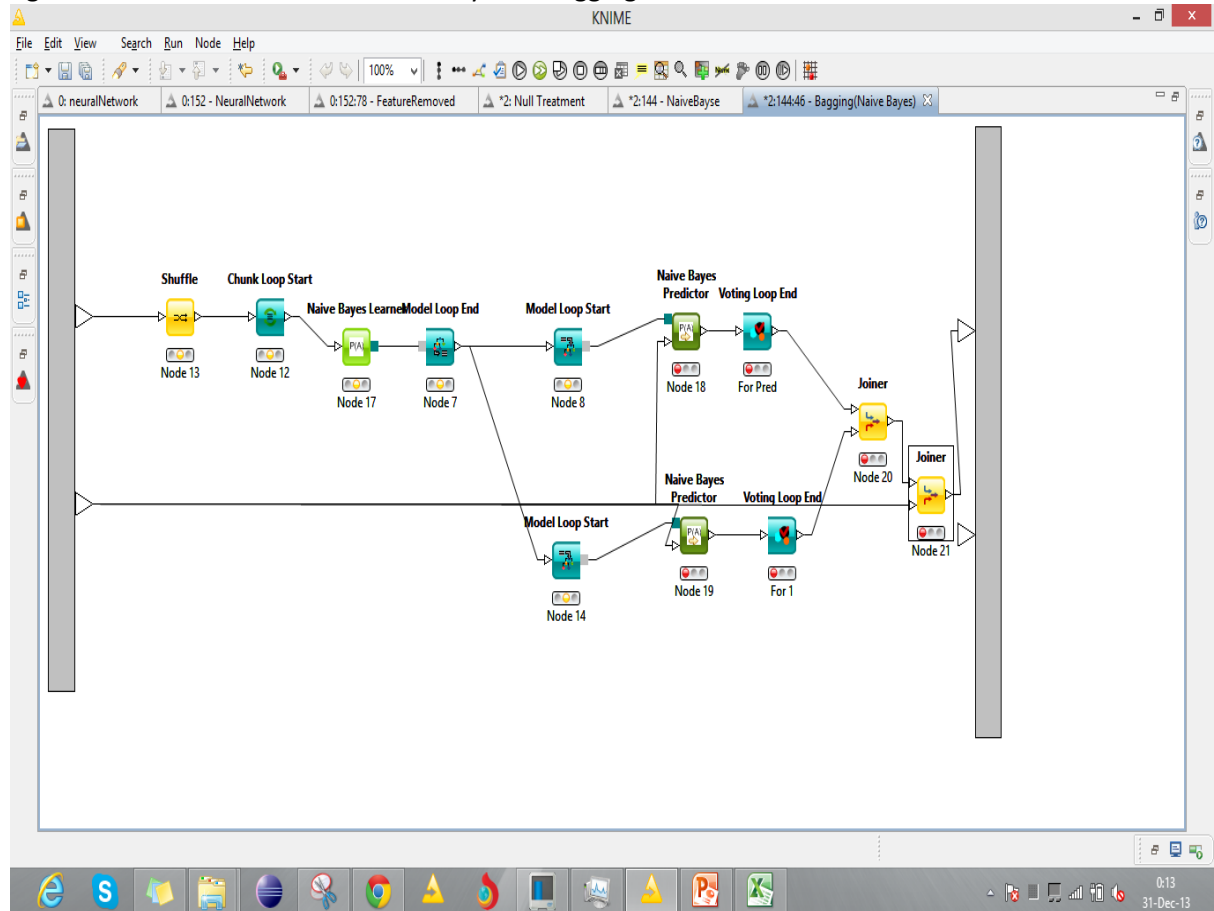 KNIME
File Edit View Search Run Node Help
100%
0: neuralNetwork 0:152 - NeuralNetwork 0:152:78 - FeatureRemoved *2: Null Treatment *2:144 - NaiveBayse *2:144:46 - Bagging(Naive Bayes)
Shuffle
Node 13
Chunk Loop Start
Node 12
Naive Bayes Learner
P(A)
Node 17
Model Loop End
Node 7
Model Loop Start
Node 8
Naive Bayes
Predictor
P(A)
Node 18
Voting Loop End
For Pred
Joiner
Node 20
Joiner
Node 21
Model Loop Start
Node 14
Naive Bayes
Predictor
P(A)
Node 19
Voting Loop End
For 1
0:13
31-Dec-13